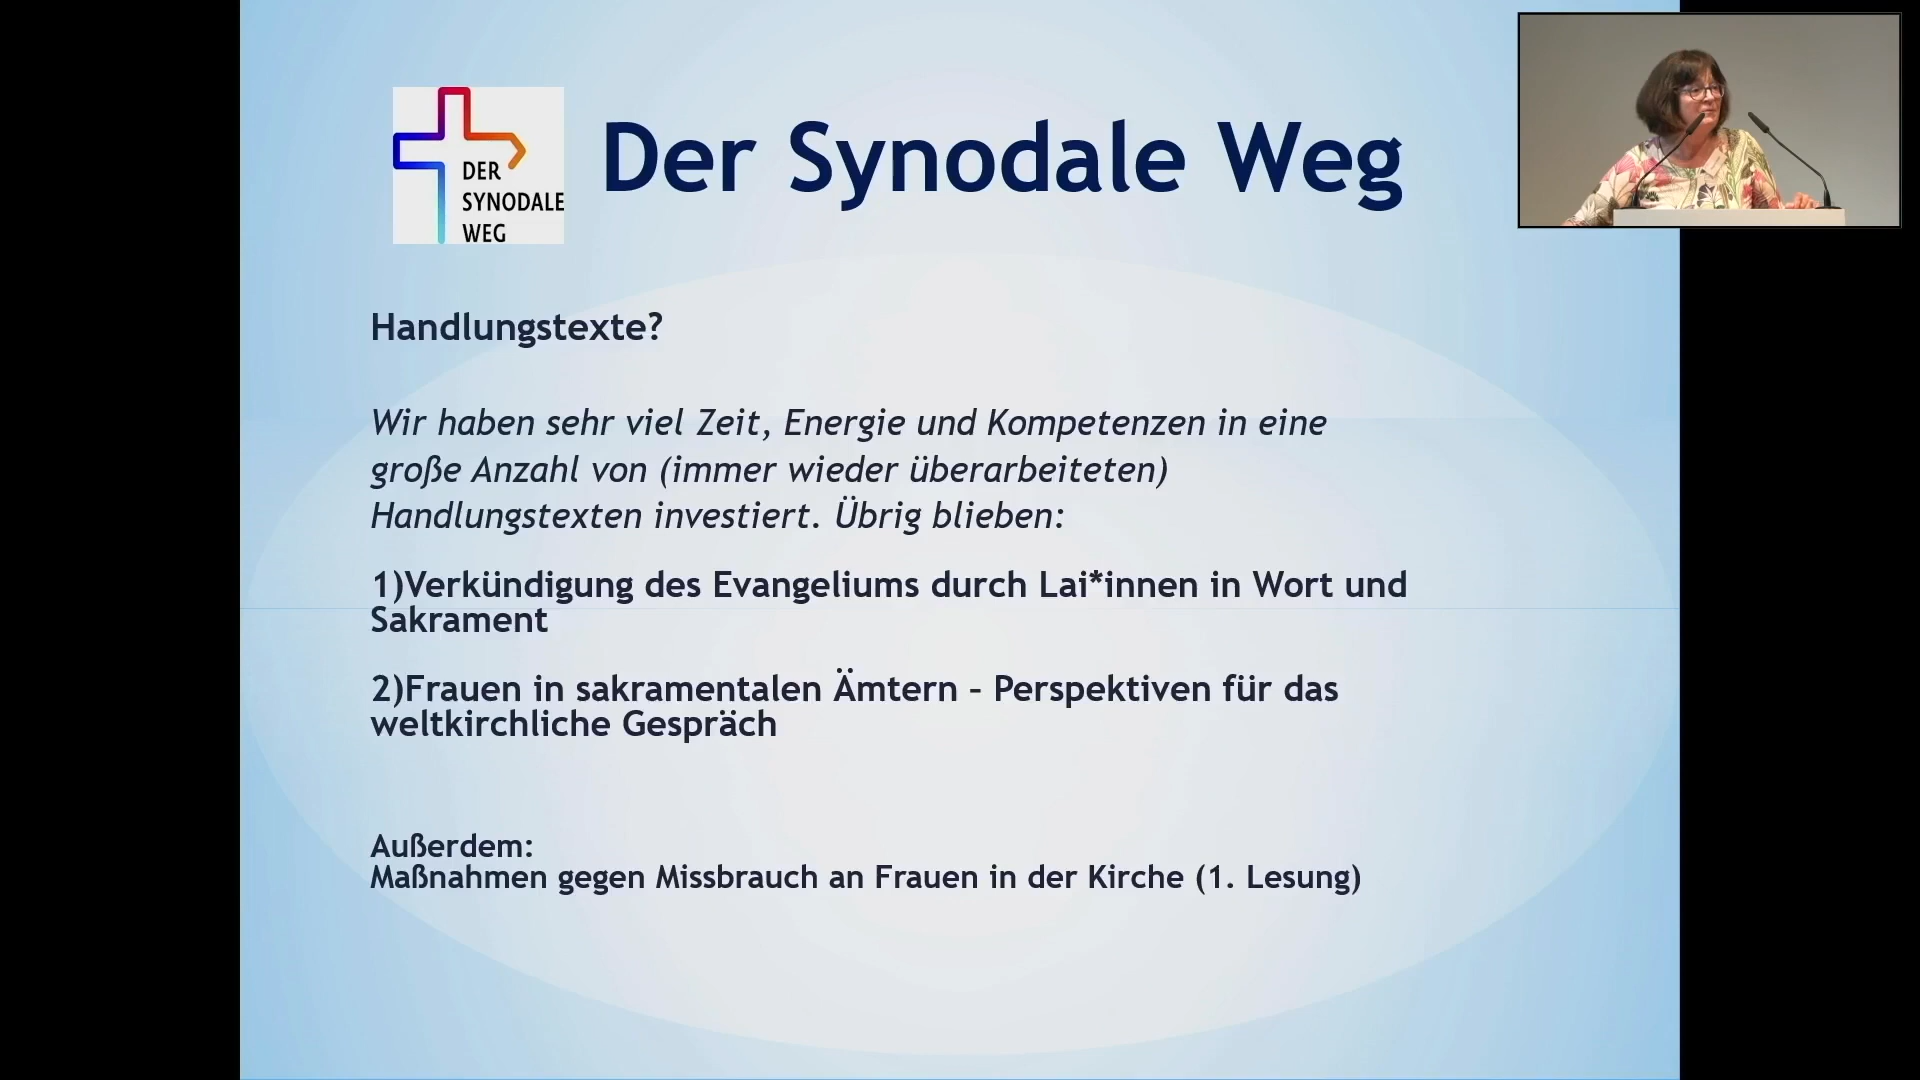 DER
SYNODALE
WEG
Der Synodale Weg
Handlungstexte?
Wir haben sehr viel Zeit, Energie und Kompetenzen in eine
große Anzahl von (immer wieder überarbeiteten)
Handlungstexten investiert. Übrig blieben:
1)Verkündigung des Evangeliums durch Lai*innen in Wort und
Sakrament
2)Frauen in sakramentalen Ämtern – Perspektiven für das
weltkirchliche Gespräch
Außerdem:
Maßnahmen gegen Missbrauch an Frauen in der Kirche (1. Lesung)